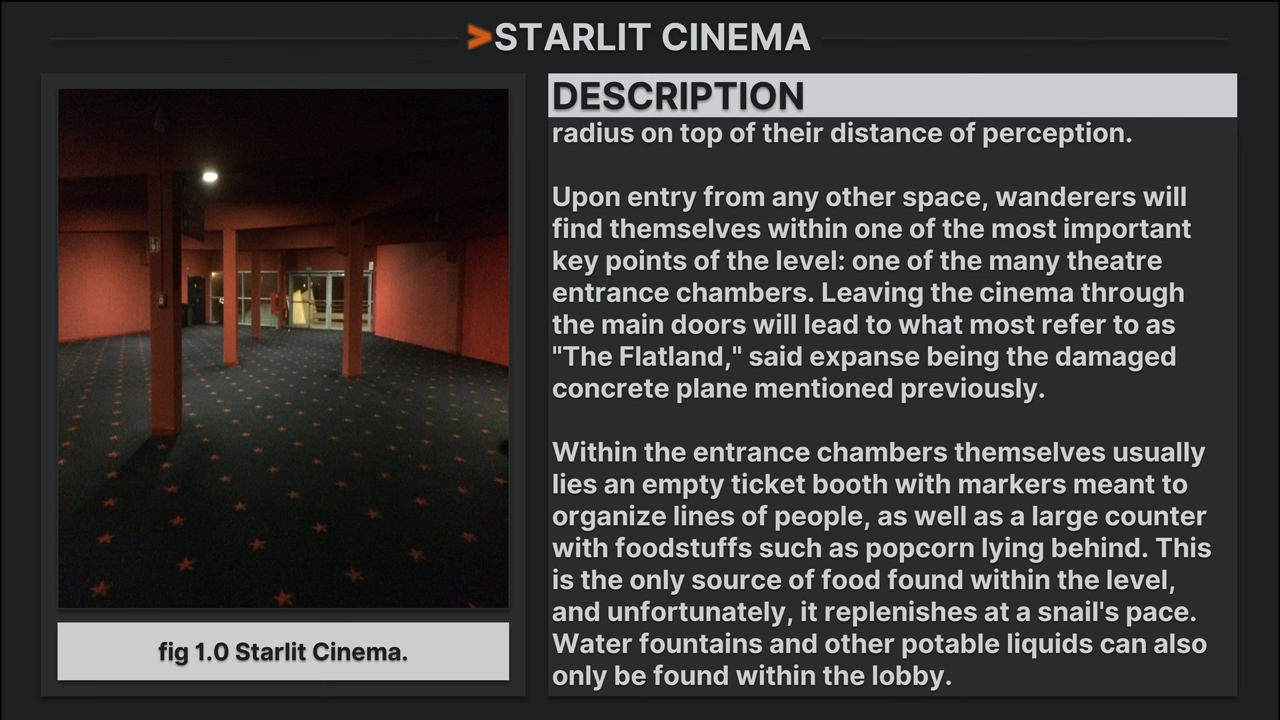 >STARLIT CINEMA
DESCRIPTION
radius on top of their distance of perception.
Upon entry from any other space, wanderers will
find themselves within one of the most important
key points of the level: one of the many theatre
entrance chambers. Leaving the cinema through
the main doors will lead to what most refer to as
"The Flatland," said expanse being the damaged
concrete plane mentioned previously.
Within the entrance chambers themselves usually
lies an empty ticket booth with markers meant to
organize lines of people, as well as a large counter
with foodstuffs such as popcorn lying behind. This
is the only source of food found within the level,
and unfortunately, it replenishes at a snail's pace.
Water fountains and other potable liquids can also
only be found within the lobby.
fig 1.0 Starlit Cinema.